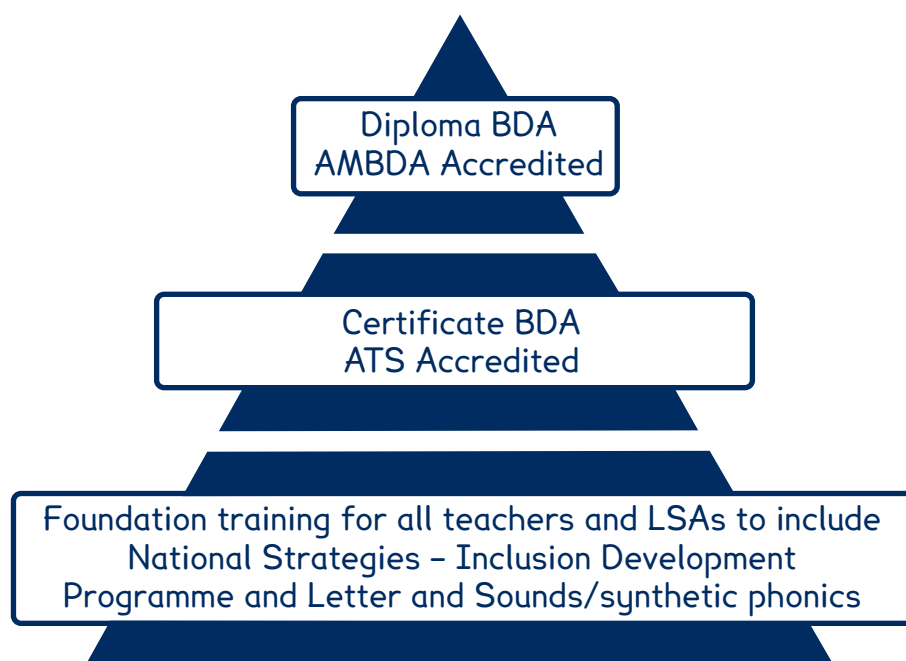 Diploma BDA
AMBDA Accredited
Certificate BDA
ATS Accredited
Foundation training for all teachers and LSAs to include
National Strategies – Inclusion Development
Programme and Letter and Sounds/synthetic phonics